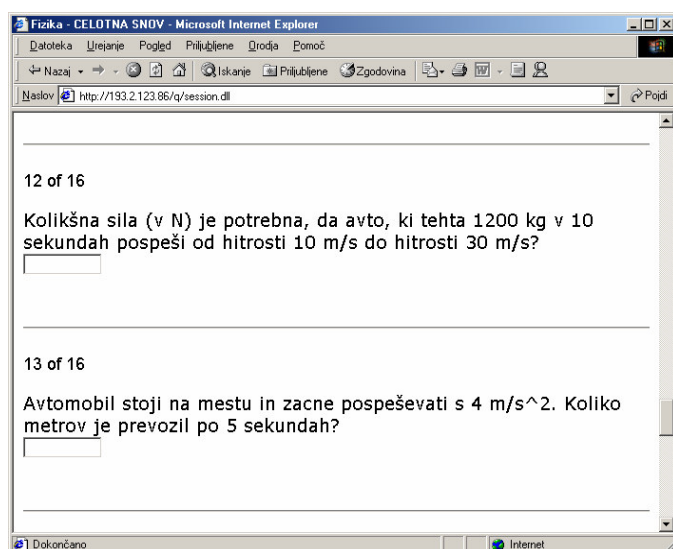 Fizika - CELOTNA SNOV - Microsoft Internet Explorer
Datoteka Urejanje Pogled Priljubljene Orodja Pomoč
Nazaj Iskanje Priljubljene Zgodovina
Naslov http://193.2.123.86/q/session.dll Pojdi
12 of 16
Kolikšna sila (v N) je potrebna, da avto, ki tehta 1200 kg v 10
sekundah pospeši od hitrosti 10 m/s do hitrosti 30 m/s?
13 of 16
Avtomobil stoji na mestu in zacne pospeševati s 4 m/s^2. Koliko
metrov je prevozil po 5 sekundah?
Dokončano Internet